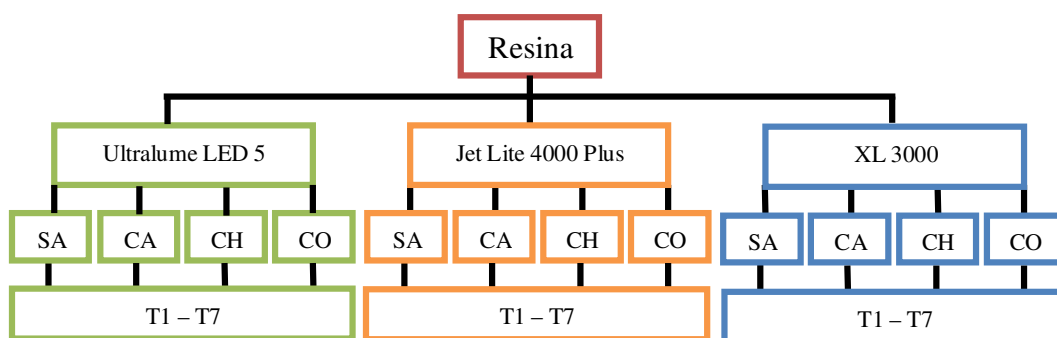 Resina
Ultralume LED 5
Jet Lite 4000 Plus
XL 3000
SA
CA
CH
CO
SA
CA
CH
CO
SA
CA
CH
CO
T1 – T7
T1 – T7
T1 – T7